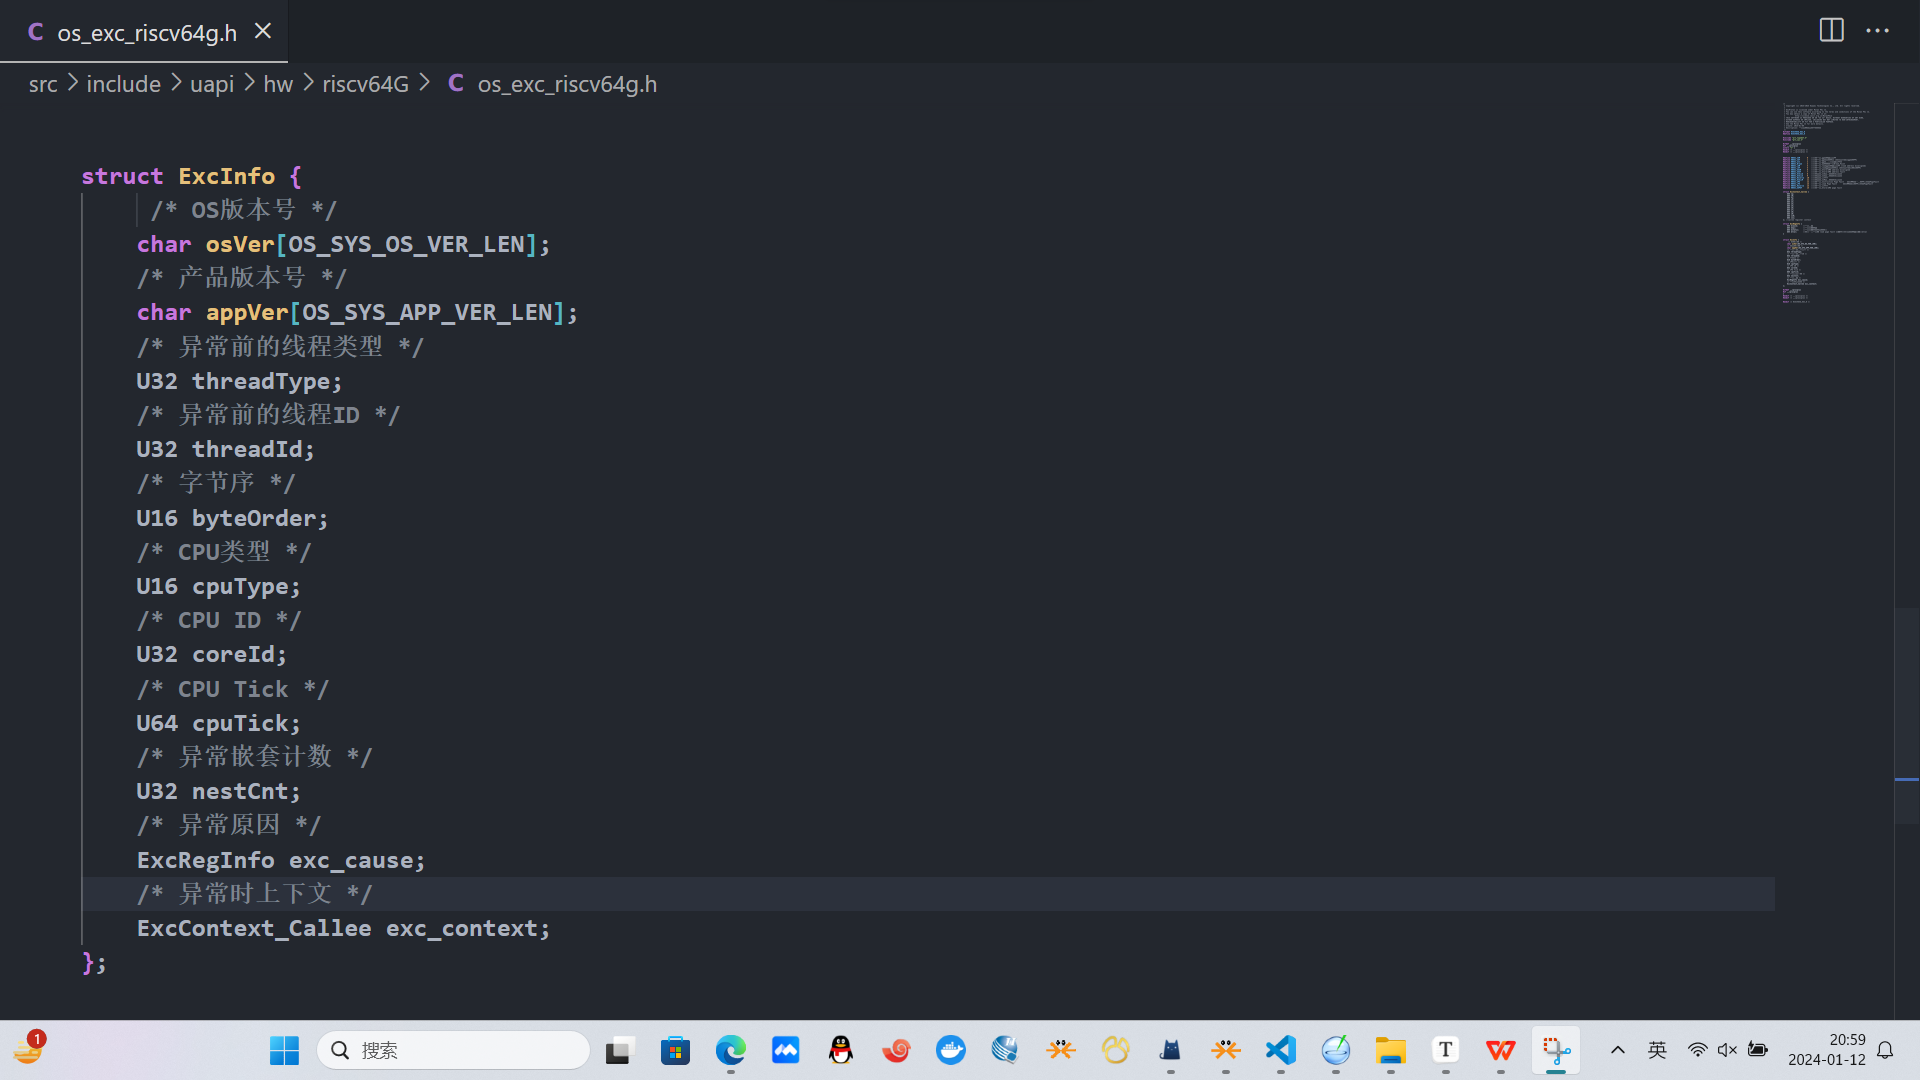 os_exc_riscv64g.h
src > include > uapi > hw > riscv64G > C os_exc_riscv64g.h
struct ExcInfo {
/* OS版本号 */
char osVer[OS_SYS_OS_VER_LEN];
/* 产品版本号 */
char appVer[OS_SYS_APP_VER_LEN];
/* 异常前的线程类型 */
U32 threadType;
/* 异常前的线程ID */
U32 threadId;
/* 字节序 */
U16 byteOrder;
/* CPU类型 */
U16 cpuType;
/* CPU ID */
U32 coreId;
/* CPU Tick */
U64 cpuTick;
/* 异常嵌套计数 */
U32 nestCnt;
/* 异常原因 */
ExcRegInfo exc_cause;
/* 异常时上下文 */
ExcContext_Callee exc_context;
};
1
搜索
英
20:59
2024-01-12